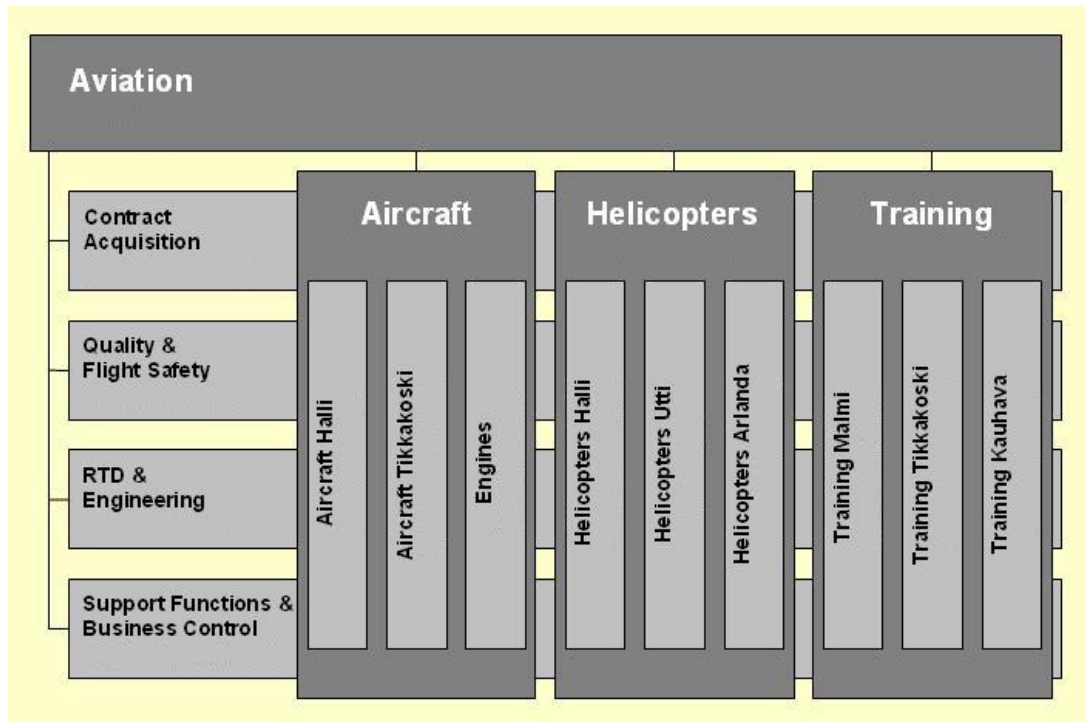 Aviation
Contract
Acquisition
Quality &
Flight Safety
RTD &
Engineering
Support Functions &
Business Control
Aircraft
Aircraft Halli
Aircraft Tikkakoski
Engines
Helicopters
Helicopters Halli
Helicopters Utti
Helicopters Arlanda
Training
Training Malmi
Training Tikkakoski
Training Kauhava